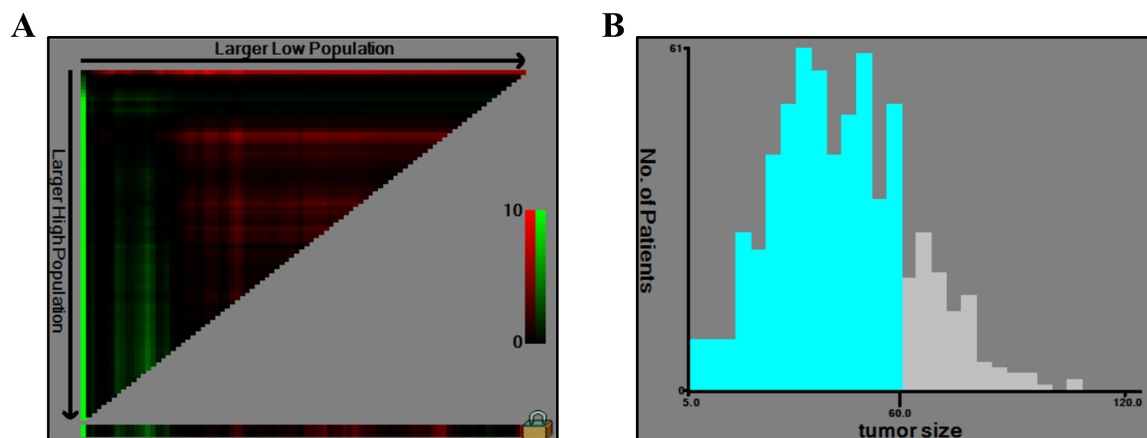 A
Larger Low Population
Larger High Population
10
0
B
61
No. of Patients
0
5.0
60.0
120.0
tumor size